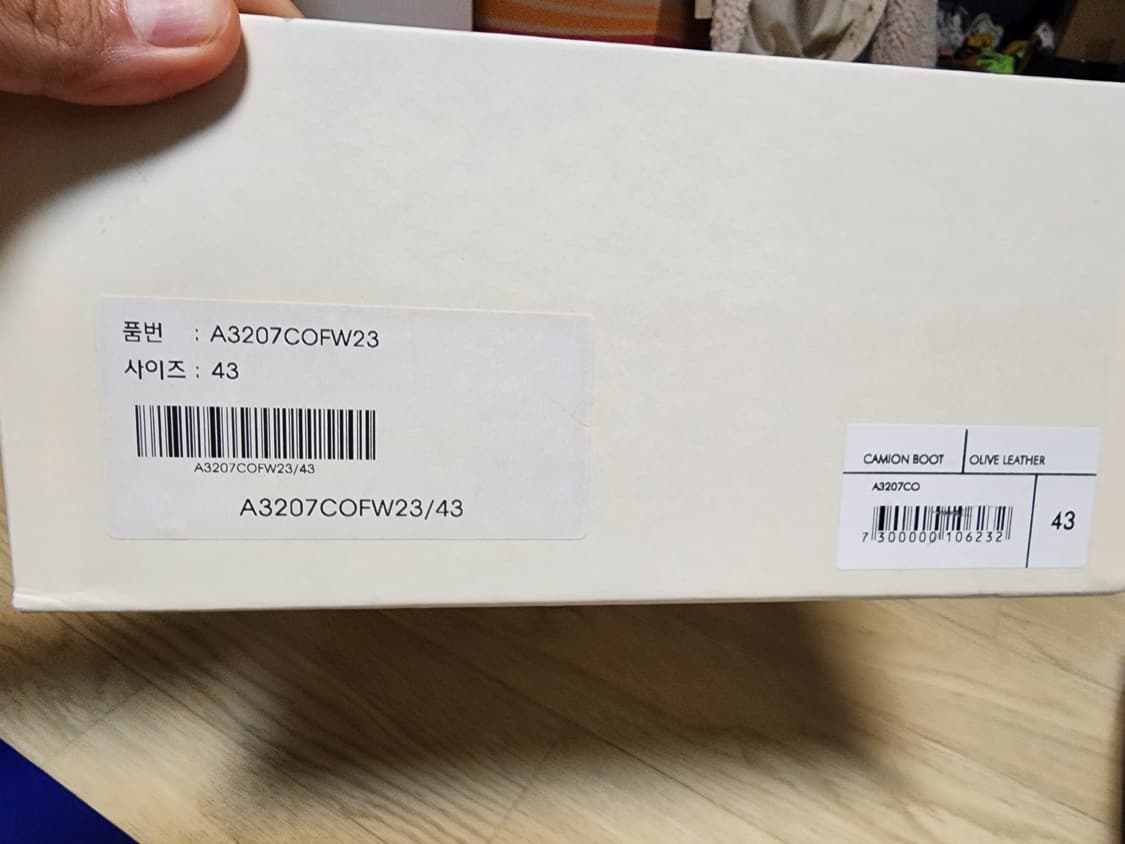 품번 : A3207COFW23
사이즈 : 43
A3207COFW23/43
A3207COFW23/43
CAMION BOOT OLIVE LEATHER
A3207CO
7 300000 106232
43